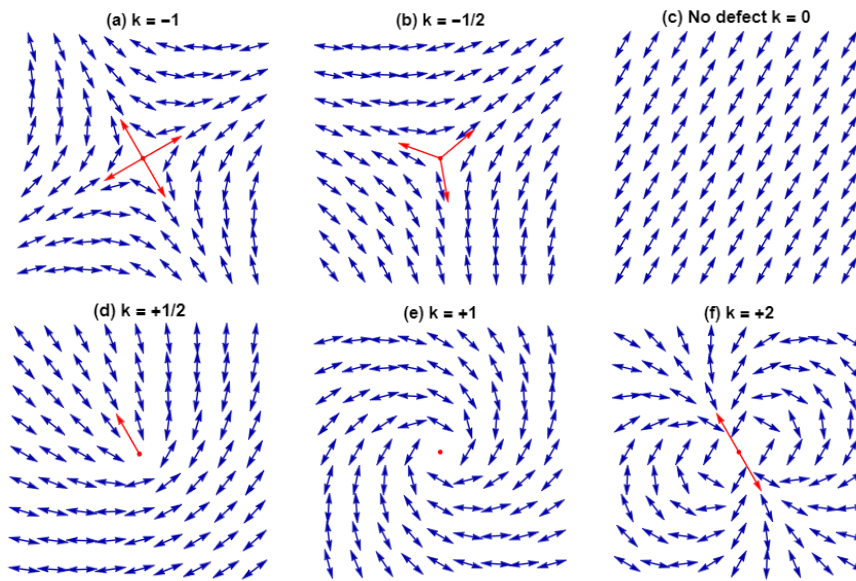 (a) k = −1
(b) k = −1/2
(c) No defect k = 0
(d) k = +1/2
(e) k = +1
(f) k = +2